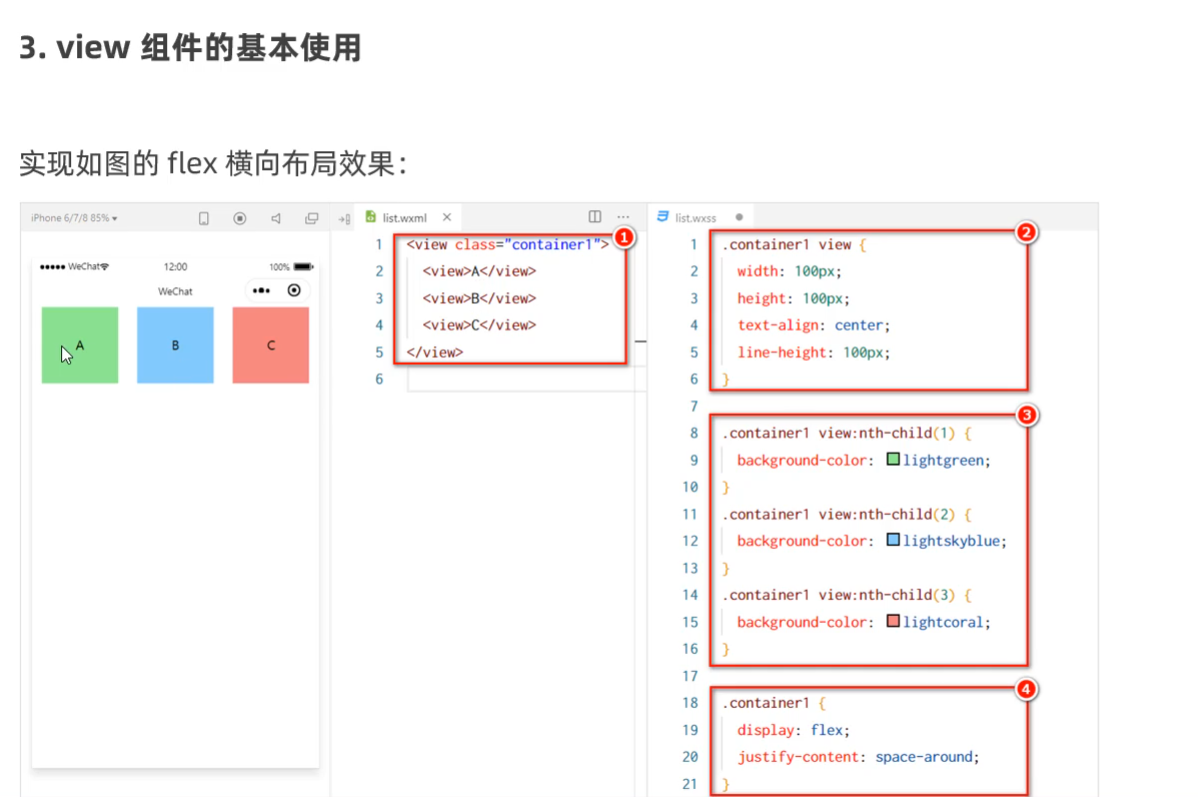 3. view 组件的基本使用
实现如图的 flex 横向布局效果：
iPhone 6/7/8 85%
WeChat
12:00
100%
WeChat
A
B
C
list.wxml
1 <view class="container1">
2 <view>A</view>
3 <view>B</view>
4 <view>C</view>
5 </view>
6
1
list.wxss
1 .container1 view {
2 width: 100px;
3 height: 100px;
4 text-align: center;
5 line-height: 100px;
6 }
7
8 .container1 view:nth-child(1) {
9 background-color: lightgreen;
10 }
11 .container1 view:nth-child(2) {
12 background-color: lightskyblue;
13 }
14 .container1 view:nth-child(3) {
15 background-color: lightcoral;
16 }
17
18 .container1 {
19 display: flex;
20 justify-content: space-around;
21 }
2
3
4